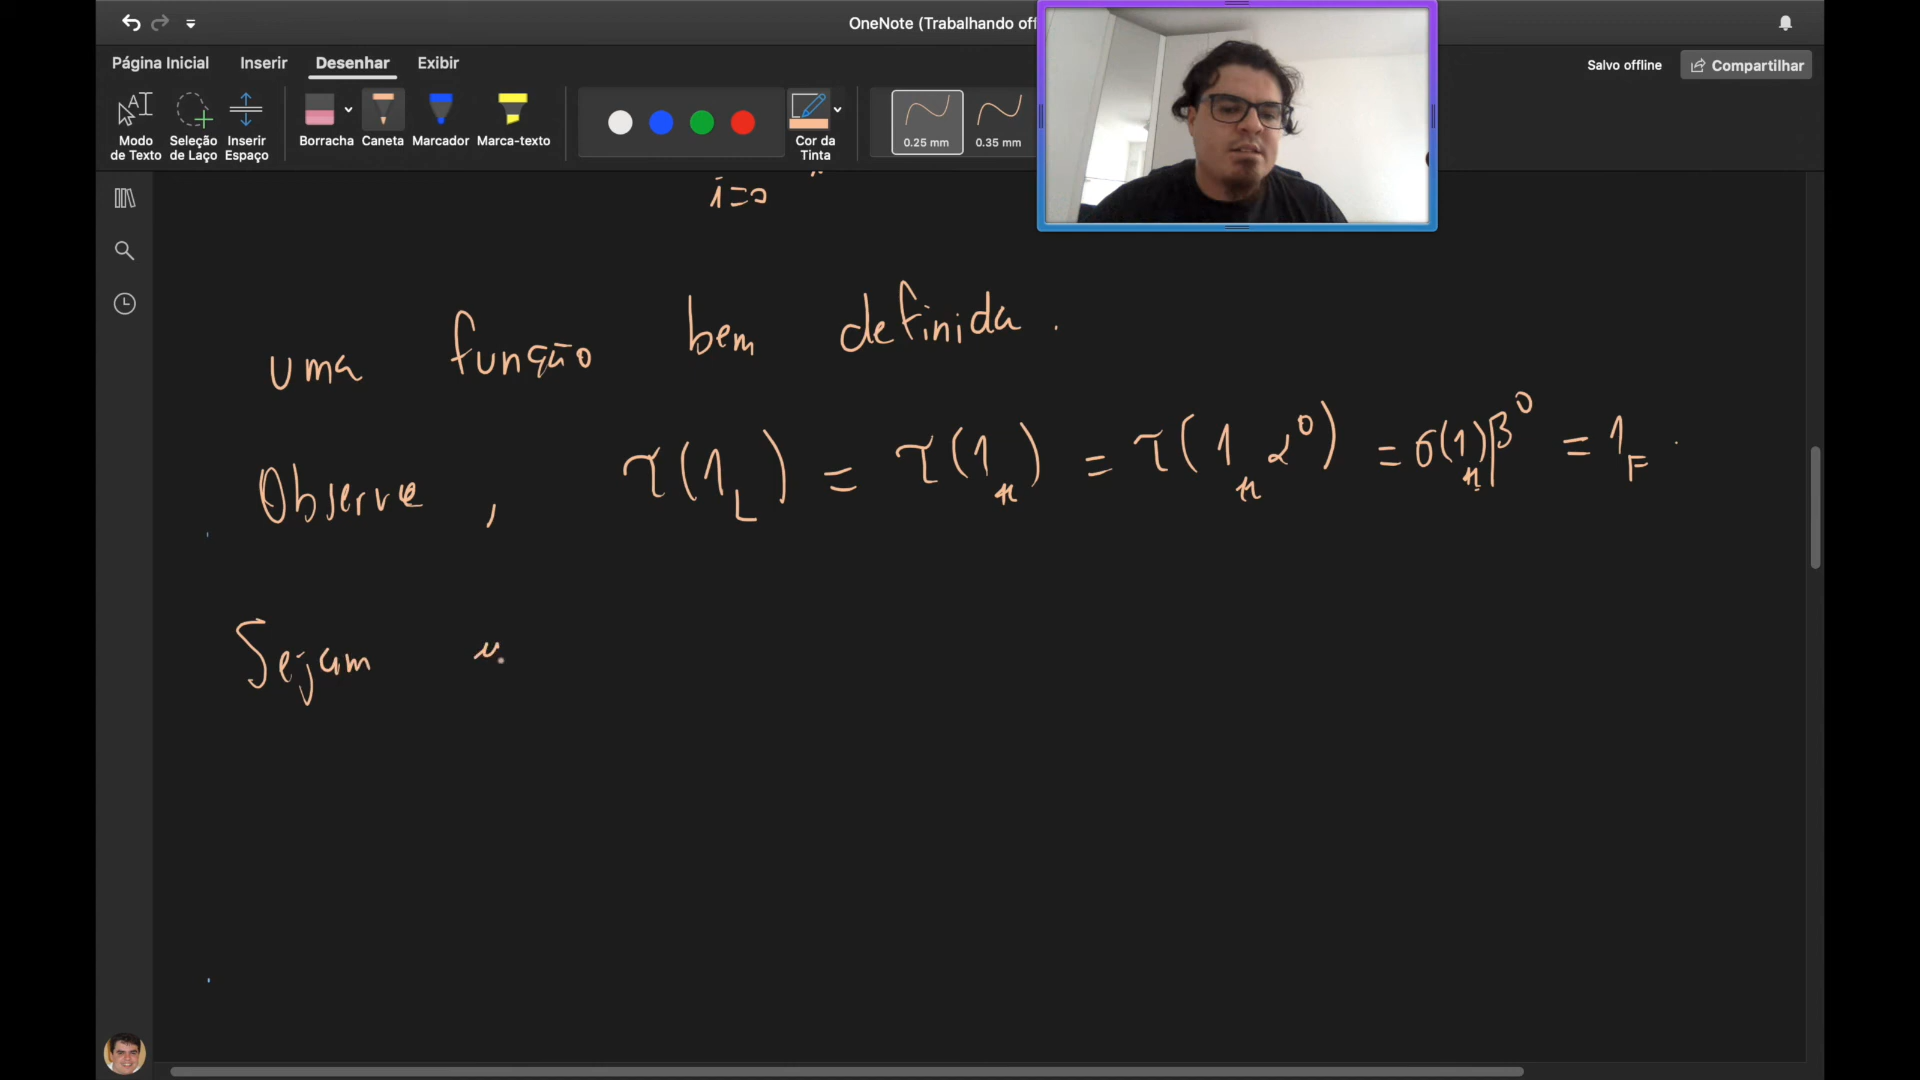 OneNote (Trabalhando off
Página Inicial Inserir Desenhar Exibir
Salvo offline Compartilhar
Modo de Texto Seleção de Laço Inserir Espaço Borracha Caneta Marcador Marca-texto Cor da Tinta 0.25 mm 0.35 mm
i=0
uma função bem definida.
Observe, τ(1_L) = τ(1_K) = τ(1_K α^0) = σ(1_K)β^0 = 1_F.
Sejam u